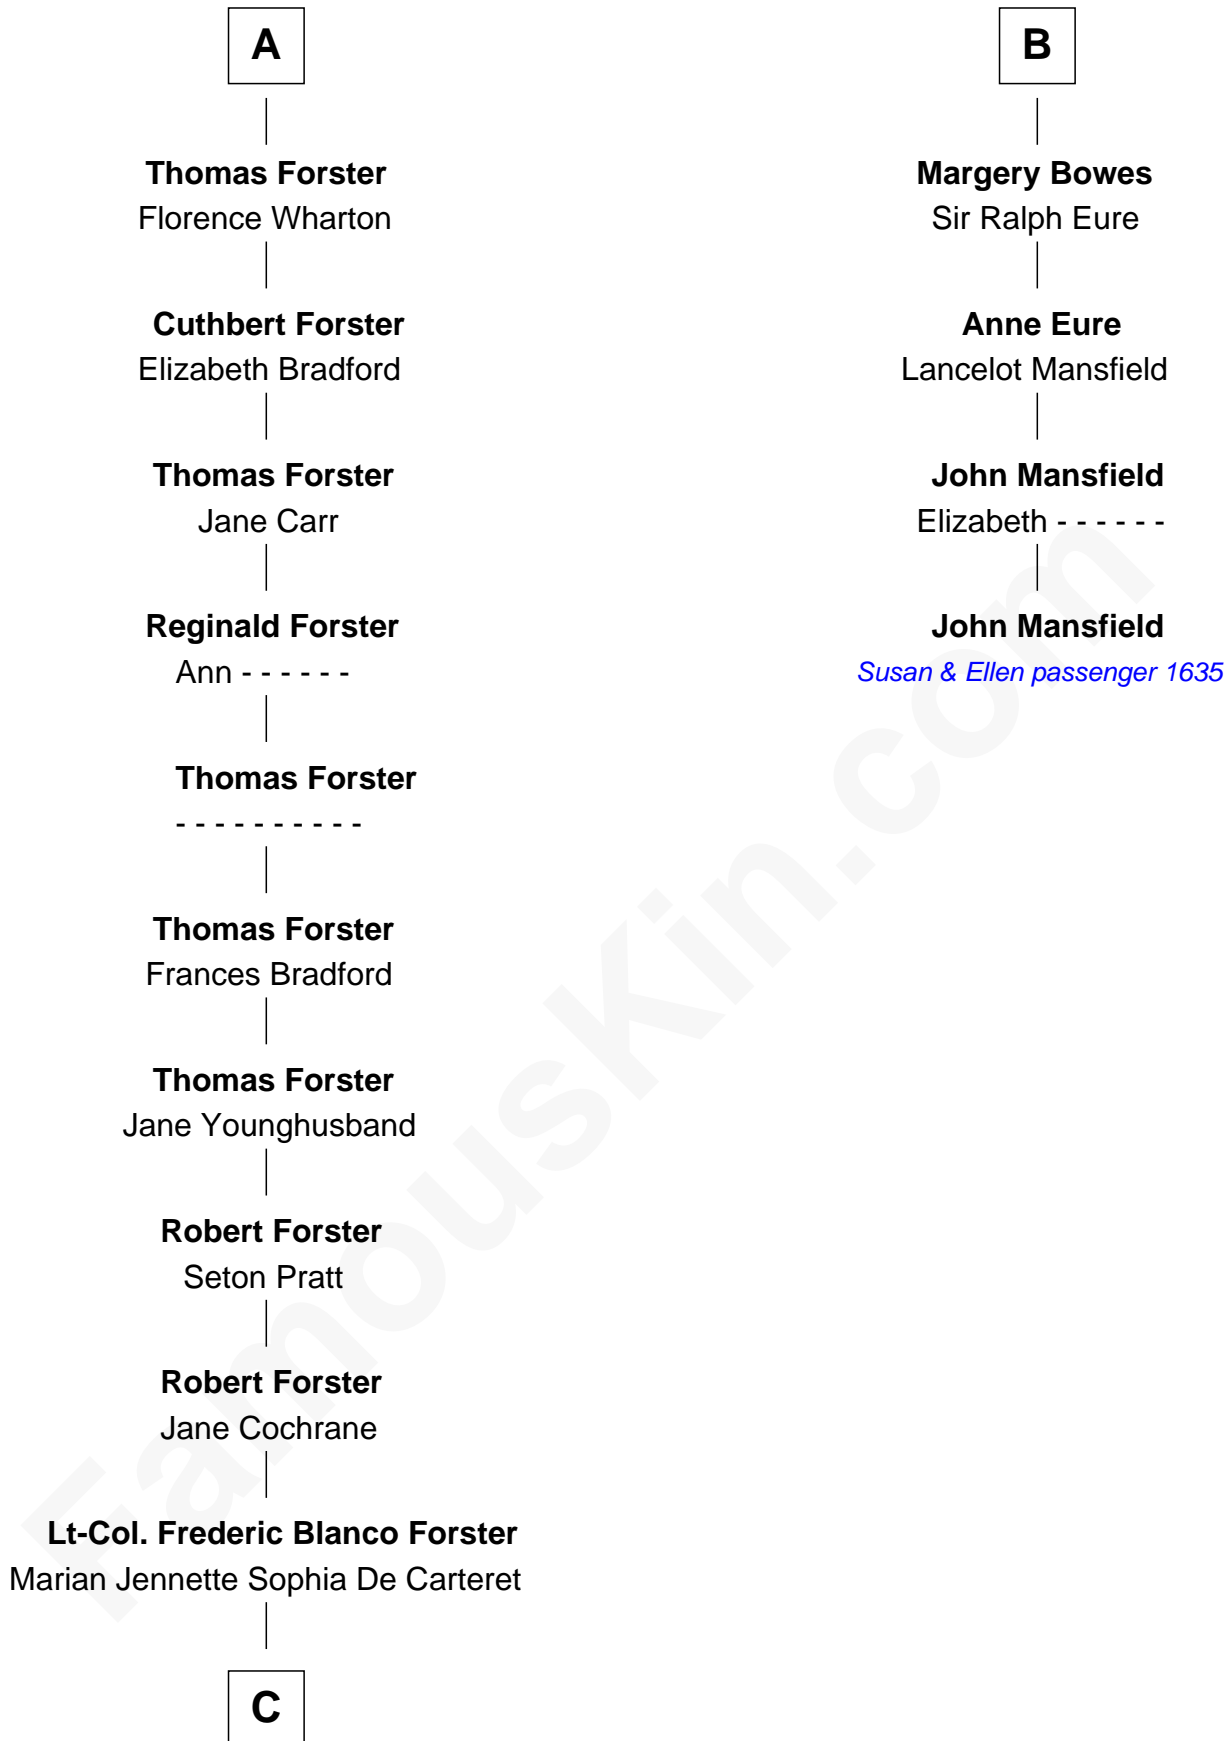 A
Thomas Forster
Florence Wharton
Cuthbert Forster
Elizabeth Bradford
Thomas Forster
Jane Carr
Reginald Forster
Ann - - - - - -
Thomas Forster
- - - - - - - - - -
Thomas Forster
Frances Bradford
Thomas Forster
Jane Younghusband
Robert Forster
Seton Pratt
Robert Forster
Jane Cochrane
Lt-Col. Frederic Blanco Forster
Marian Jennette Sophia De Carteret
C
B
Margery Bowes
Sir Ralph Eure
Anne Eure
Lancelot Mansfield
John Mansfield
Elizabeth - - - - - -
John Mansfield
Susan & Ellen passenger 1635
FamousKin.com